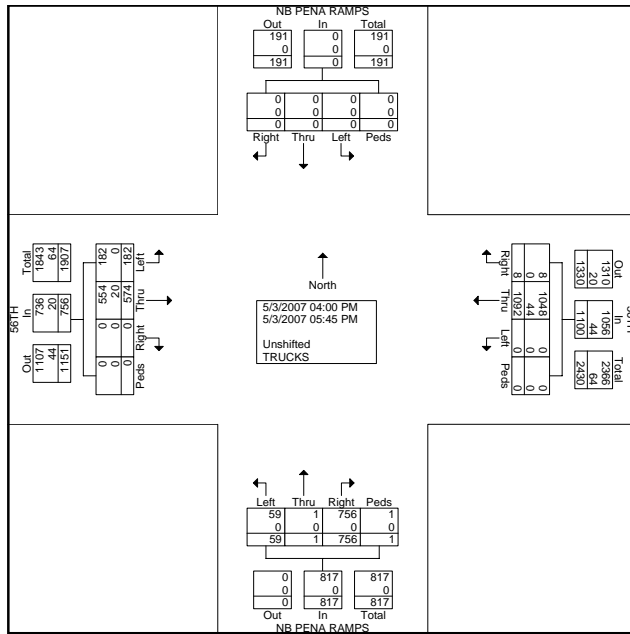 NB PENA RAMPS
Out In Total
191 0 191
0 0 0
191 0 191
0 0 0 0
0 0 0 0
0 0 0 0
Right Thru Left Peds
56TH
Out In Total
1107 736 1843
44 20 64
1151 756 1907
Peds Right Thru Left
0 0 554 182
0 0 20 0
0 0 574 182
North
5/3/2007 04:00 PM
5/3/2007 05:45 PM
Unshifted
TRUCKS
Right Thru Left Peds
8 1048 0 0
0 44 0 0
8 1092 0 0
Out In Total
1310 1056 2366
20 44 64
1330 1100 2430
Left Thru Right Peds
59 1 756 1
0 0 0 0
59 1 756 1
0 817 817
0 0 0
0 817 817
Out In Total
NB PENA RAMPS